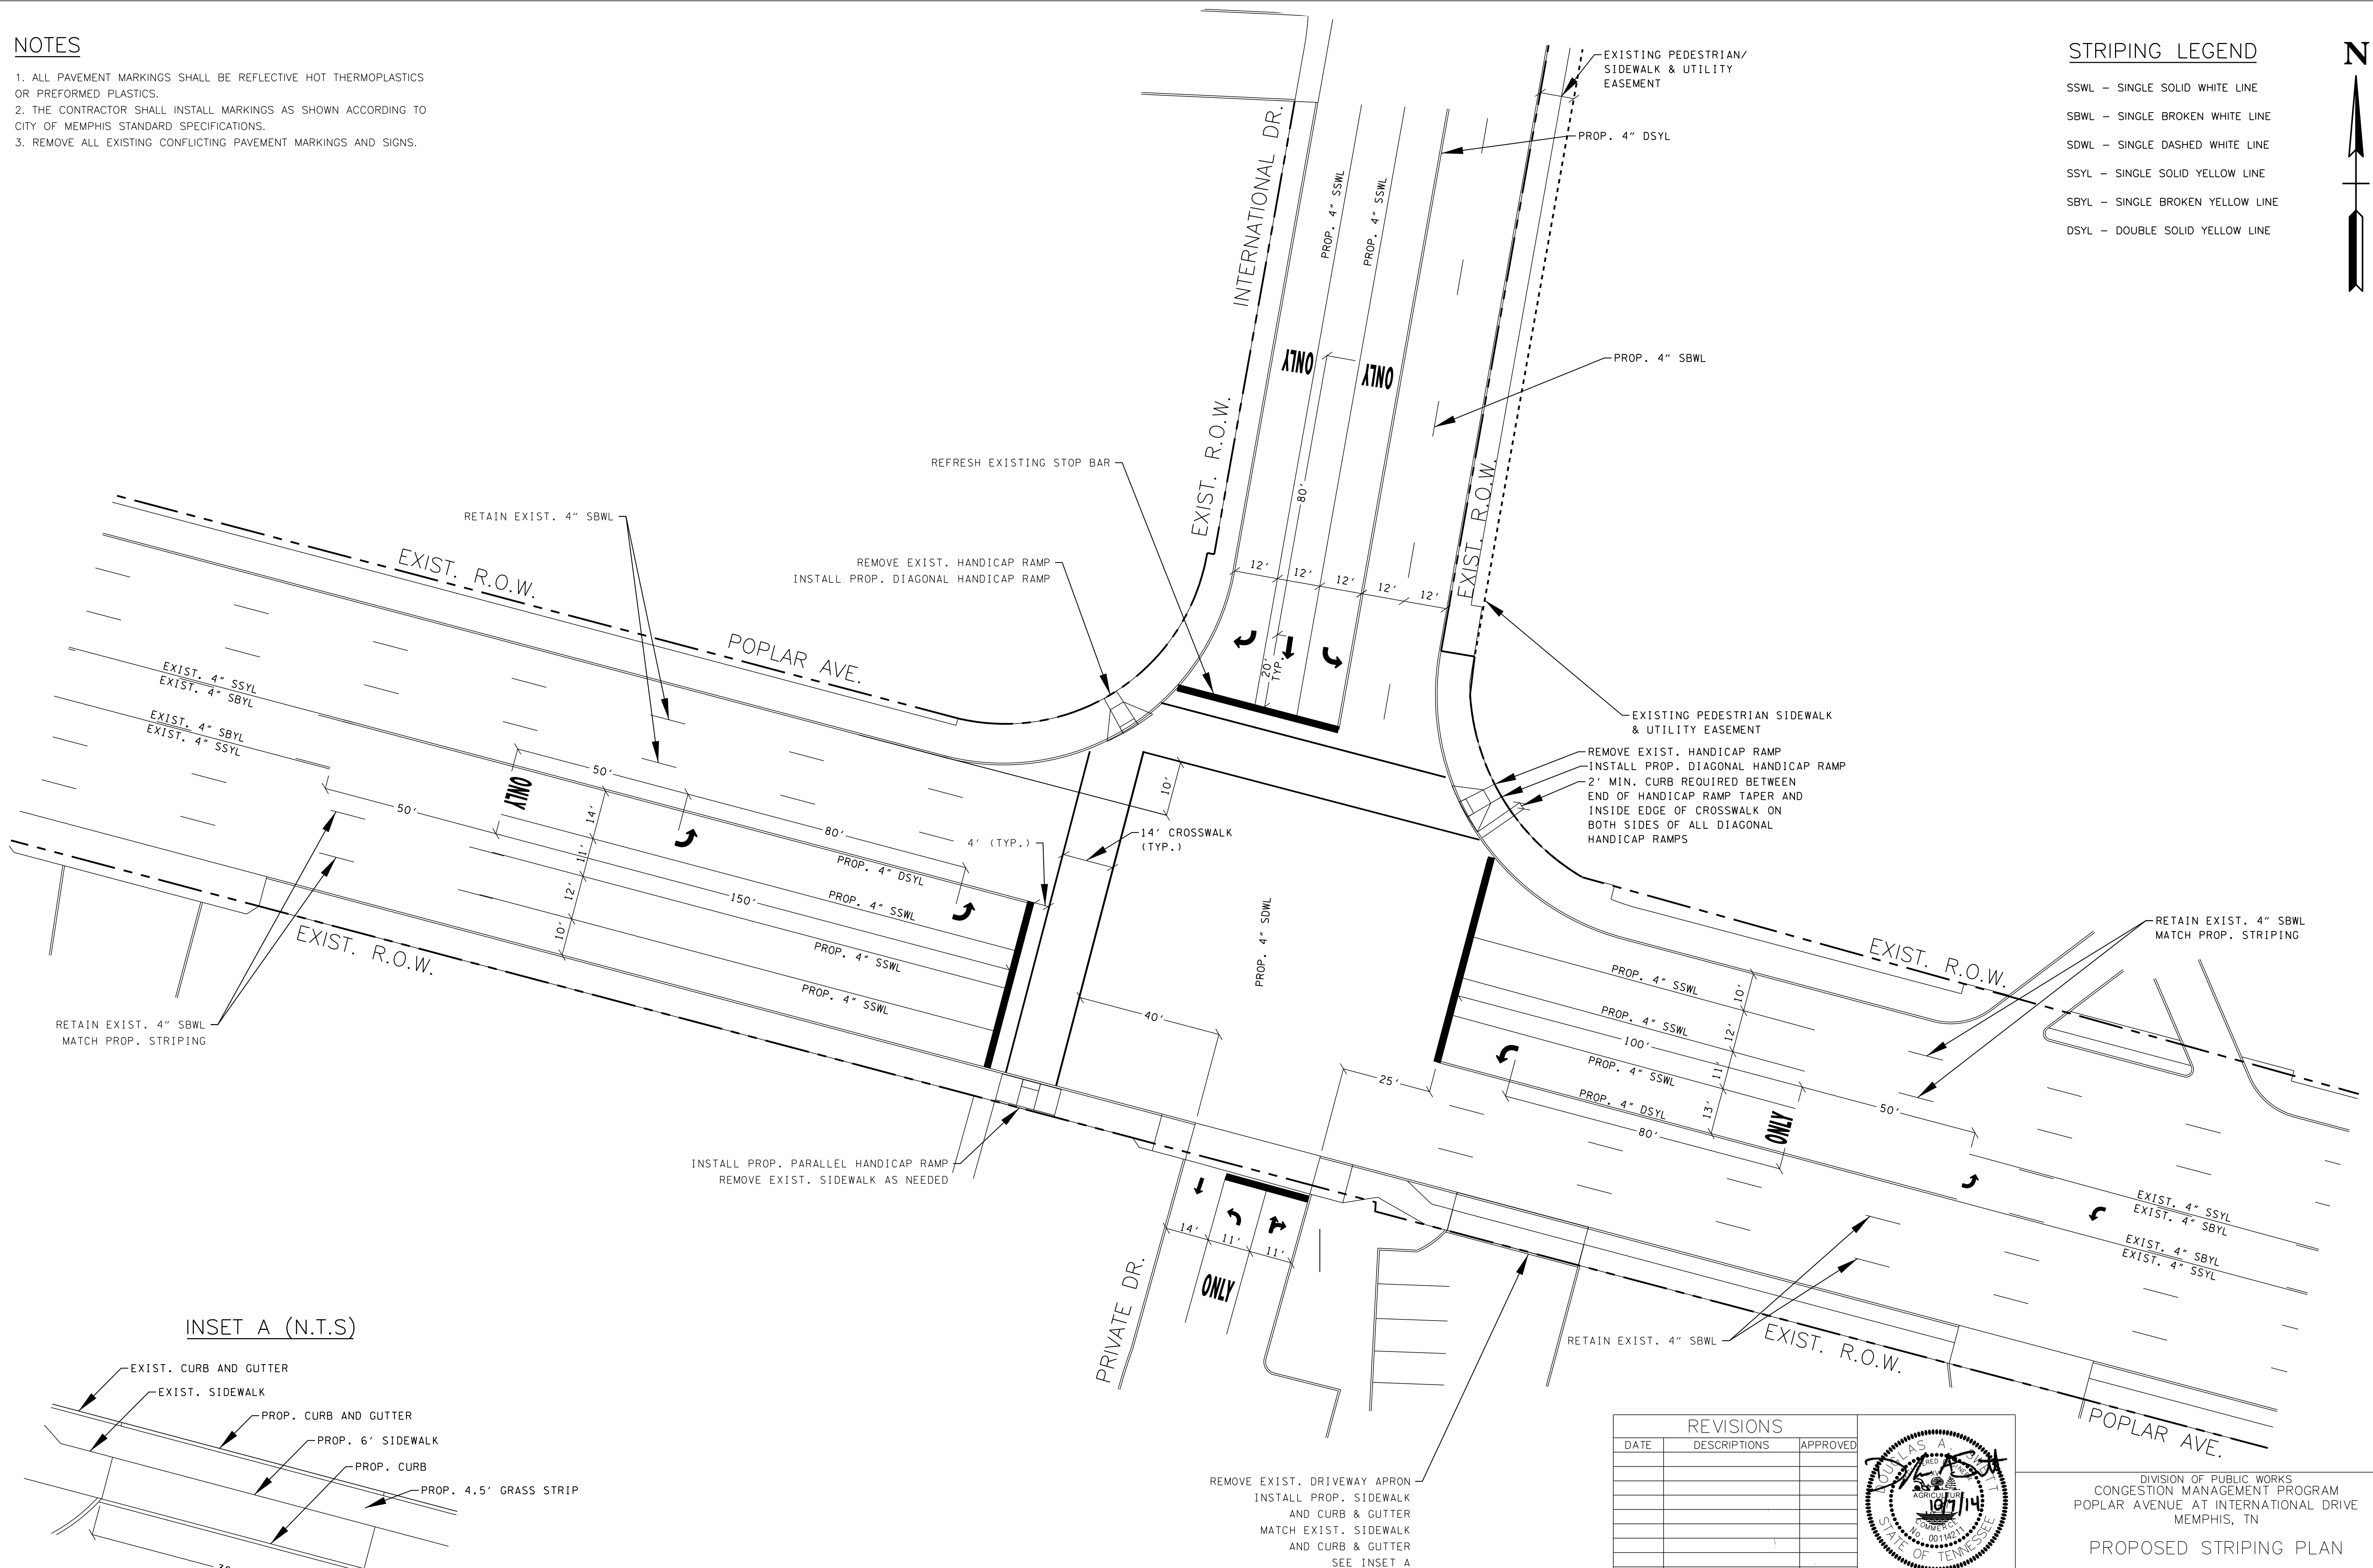 NOTES
1. ALL PAVEMENT MARKINGS SHALL BE REFLECTIVE HOT THERMOPLASTICS
OR PREFORMED PLASTICS.
2. THE CONTRACTOR SHALL INSTALL MARKINGS AS SHOWN ACCORDING TO
CITY OF MEMPHIS STANDARD SPECIFICATIONS.
3. REMOVE ALL EXISTING CONFLICTING PAVEMENT MARKINGS AND SIGNS.
STRIPING LEGEND
SSWL – SINGLE SOLID WHITE LINE
SBWL – SINGLE BROKEN WHITE LINE
SDWL – SINGLE DASHED WHITE LINE
SSYL – SINGLE SOLID YELLOW LINE
SBYL – SINGLE BROKEN YELLOW LINE
DSYL – DOUBLE SOLID YELLOW LINE
N
EXISTING PEDESTRIAN/
SIDEWALK & UTILITY
EASEMENT
PROP. 4" DSYL
INTERNATIONAL DR.
PROP. 4" SSWL
PROP. 4" SSWL
ONLY
ONLY
PROP. 4" SBWL
80'
EXIST. R.O.W.
EXIST. R.O.W.
REFRESH EXISTING STOP BAR
RETAIN EXIST. 4" SBWL
REMOVE EXIST. HANDICAP RAMP
INSTALL PROP. DIAGONAL HANDICAP RAMP
12'
12'
12'
12'
12'
20'
TYP.
EXIST. R.O.W.
POPLAR AVE.
EXIST. 4" SSYL
EXIST. 4" SBYL
EXIST. 4" SBYL
EXIST. 4" SSYL
EXISTING PEDESTRIAN SIDEWALK
& UTILITY EASEMENT
REMOVE EXIST. HANDICAP RAMP
INSTALL PROP. DIAGONAL HANDICAP RAMP
2' MIN. CURB REQUIRED BETWEEN
END OF HANDICAP RAMP TAPER AND
INSIDE EDGE OF CROSSWALK ON
BOTH SIDES OF ALL DIAGONAL
HANDICAP RAMPS
50'
ONLY
50'
14'
11'
12'
10'
80'
150'
10'
4' (TYP.)
14' CROSSWALK
(TYP.)
PROP. 4" DSYL
PROP. 4" SSWL
PROP. 4" SSWL
PROP. 4" SSWL
PROP. 4" SDWL
EXIST. R.O.W.
RETAIN EXIST. 4" SBWL
MATCH PROP. STRIPING
40'
25'
PROP. 4" SSWL
PROP. 4" SSWL
100'
PROP. 4" SSWL
PROP. 4" DSYL
80'
10'
12'
11'
13'
ONLY
50'
EXIST. R.O.W.
RETAIN EXIST. 4" SBWL
MATCH PROP. STRIPING
EXIST. 4" SSYL
EXIST. 4" SBYL
EXIST. 4" SBYL
EXIST. 4" SSYL
INSTALL PROP. PARALLEL HANDICAP RAMP
REMOVE EXIST. SIDEWALK AS NEEDED
14'
11'
11'
ONLY
PRIVATE DR.
RETAIN EXIST. 4" SBWL
EXIST. R.O.W.
POPLAR AVE.
INSET A (N.T.S)
EXIST. CURB AND GUTTER
EXIST. SIDEWALK
PROP. CURB AND GUTTER
PROP. 6' SIDEWALK
PROP. CURB
PROP. 4.5' GRASS STRIP
REMOVE EXIST. DRIVEWAY APRON
INSTALL PROP. SIDEWALK
AND CURB & GUTTER
MATCH EXIST. SIDEWALK
AND CURB & GUTTER
SEE INSET A
REVISIONS
DATE DESCRIPTIONS APPROVED
DOUGLAS A.
AGRICULTURE
10/7/14
COMMERCE
No. 00114211
STATE OF TENNESSEE
DIVISION OF PUBLIC WORKS
CONGESTION MANAGEMENT PROGRAM
POPLAR AVENUE AT INTERNATIONAL DRIVE
MEMPHIS, TN
PROPOSED STRIPING PLAN